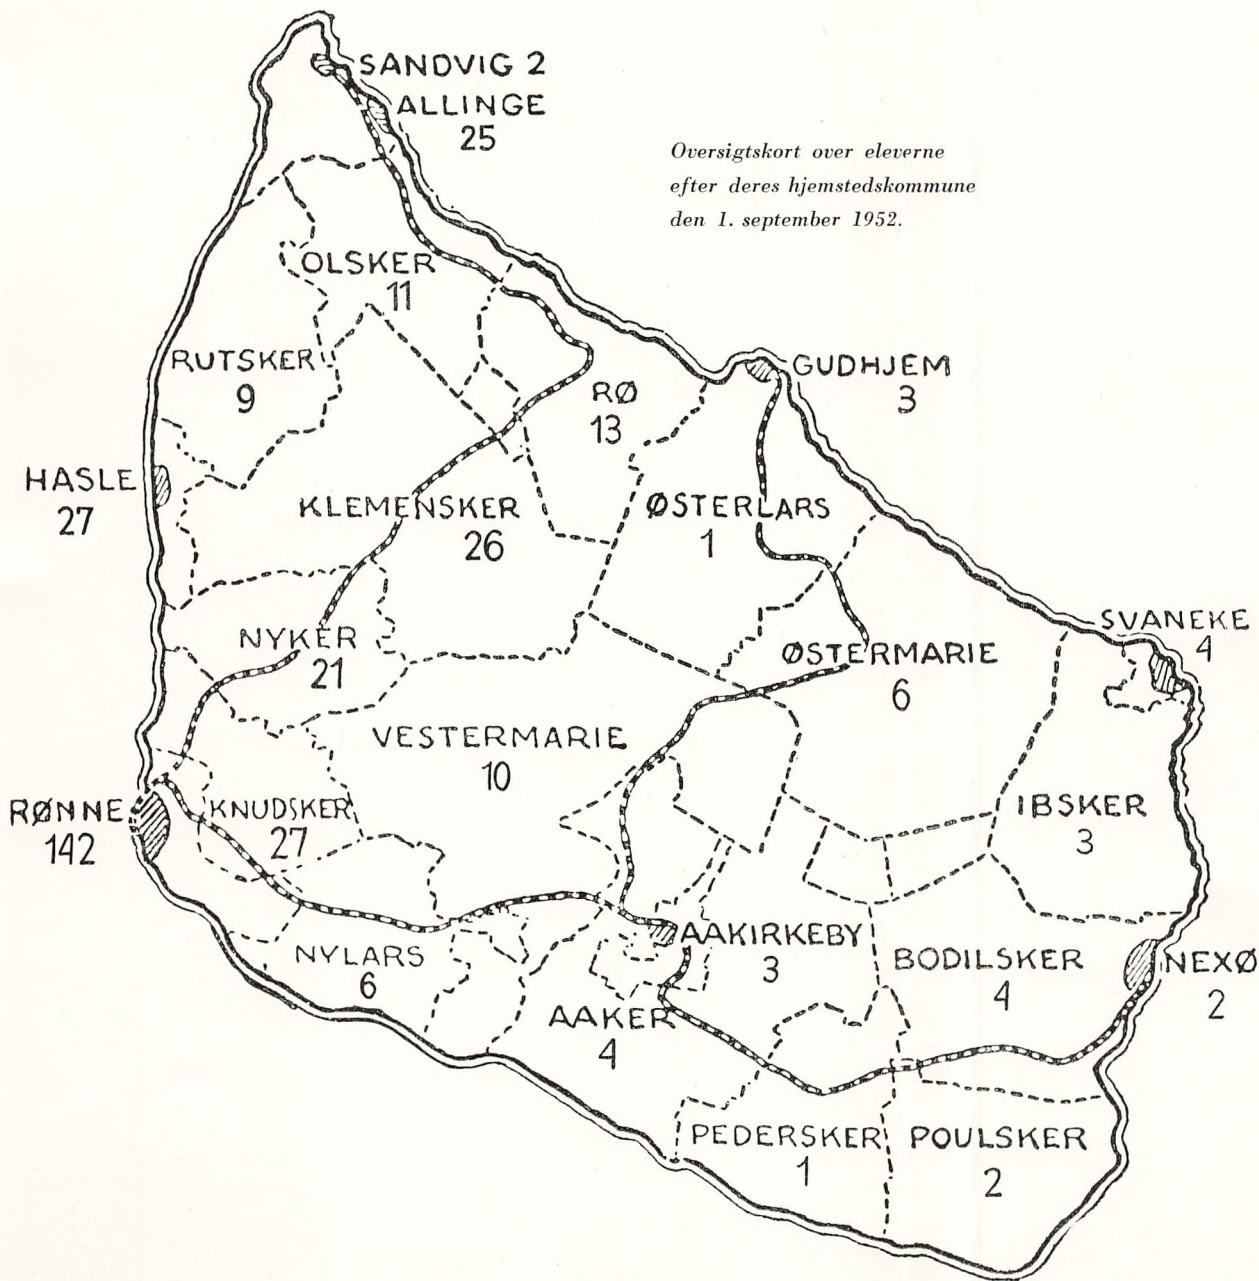 SANDVIG 2
ALLINGE
25
Oversigtskort over eleverne
efter deres hjemstedskommune
den 1. september 1952.
OLSKER
11
RUTSKER
9
GUDHJEM
3
RØ
13
HASLE
27
KLEMENSKER
26
ØSTERLARS
1
SVANEKE
4
NYKER
21
ØSTERMARIE
6
VESTERMARIE
10
RØNNE
142
KNUDSKER
27
IBSKER
3
NYLARS
6
AAKIRKEBY
3
BODILSKER
4
NEXØ
2
AAKER
4
PEDERSKER
1
POULSKER
2